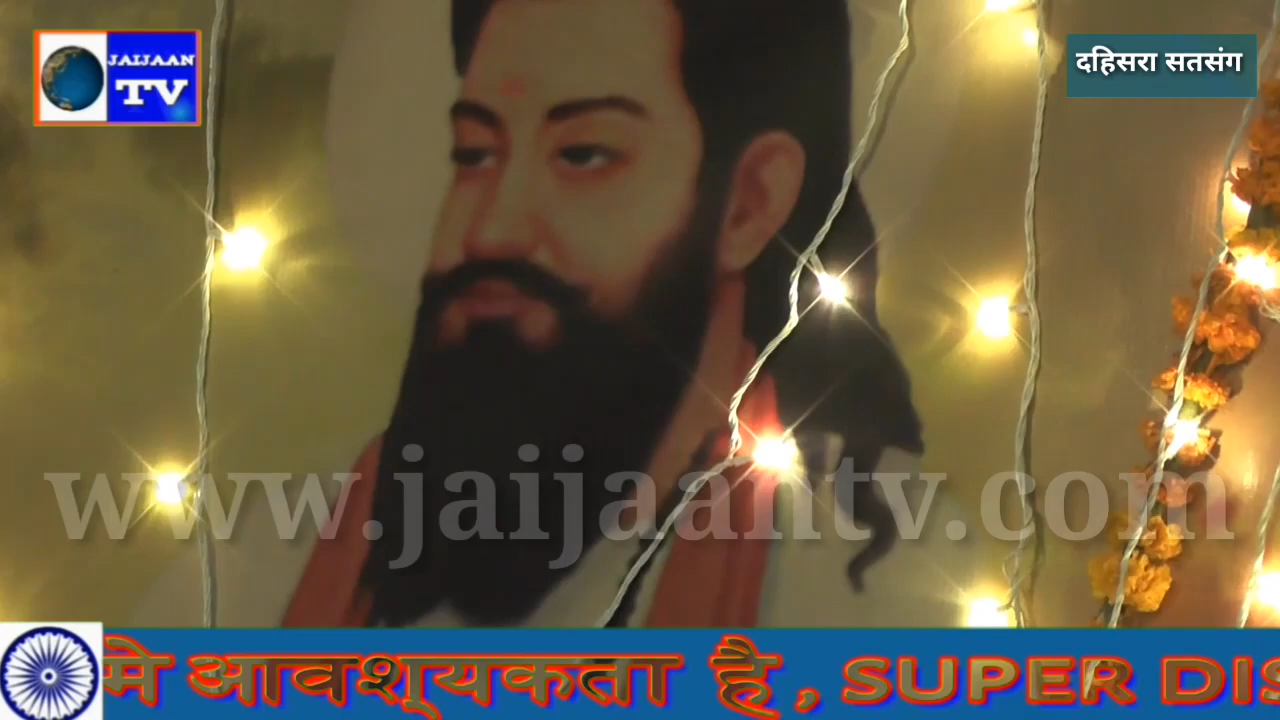 JAIJAAN
TV
दहिसरा सतसंग
www.jaijaantv.com
मे आवश्यकता है , SUPER DIS